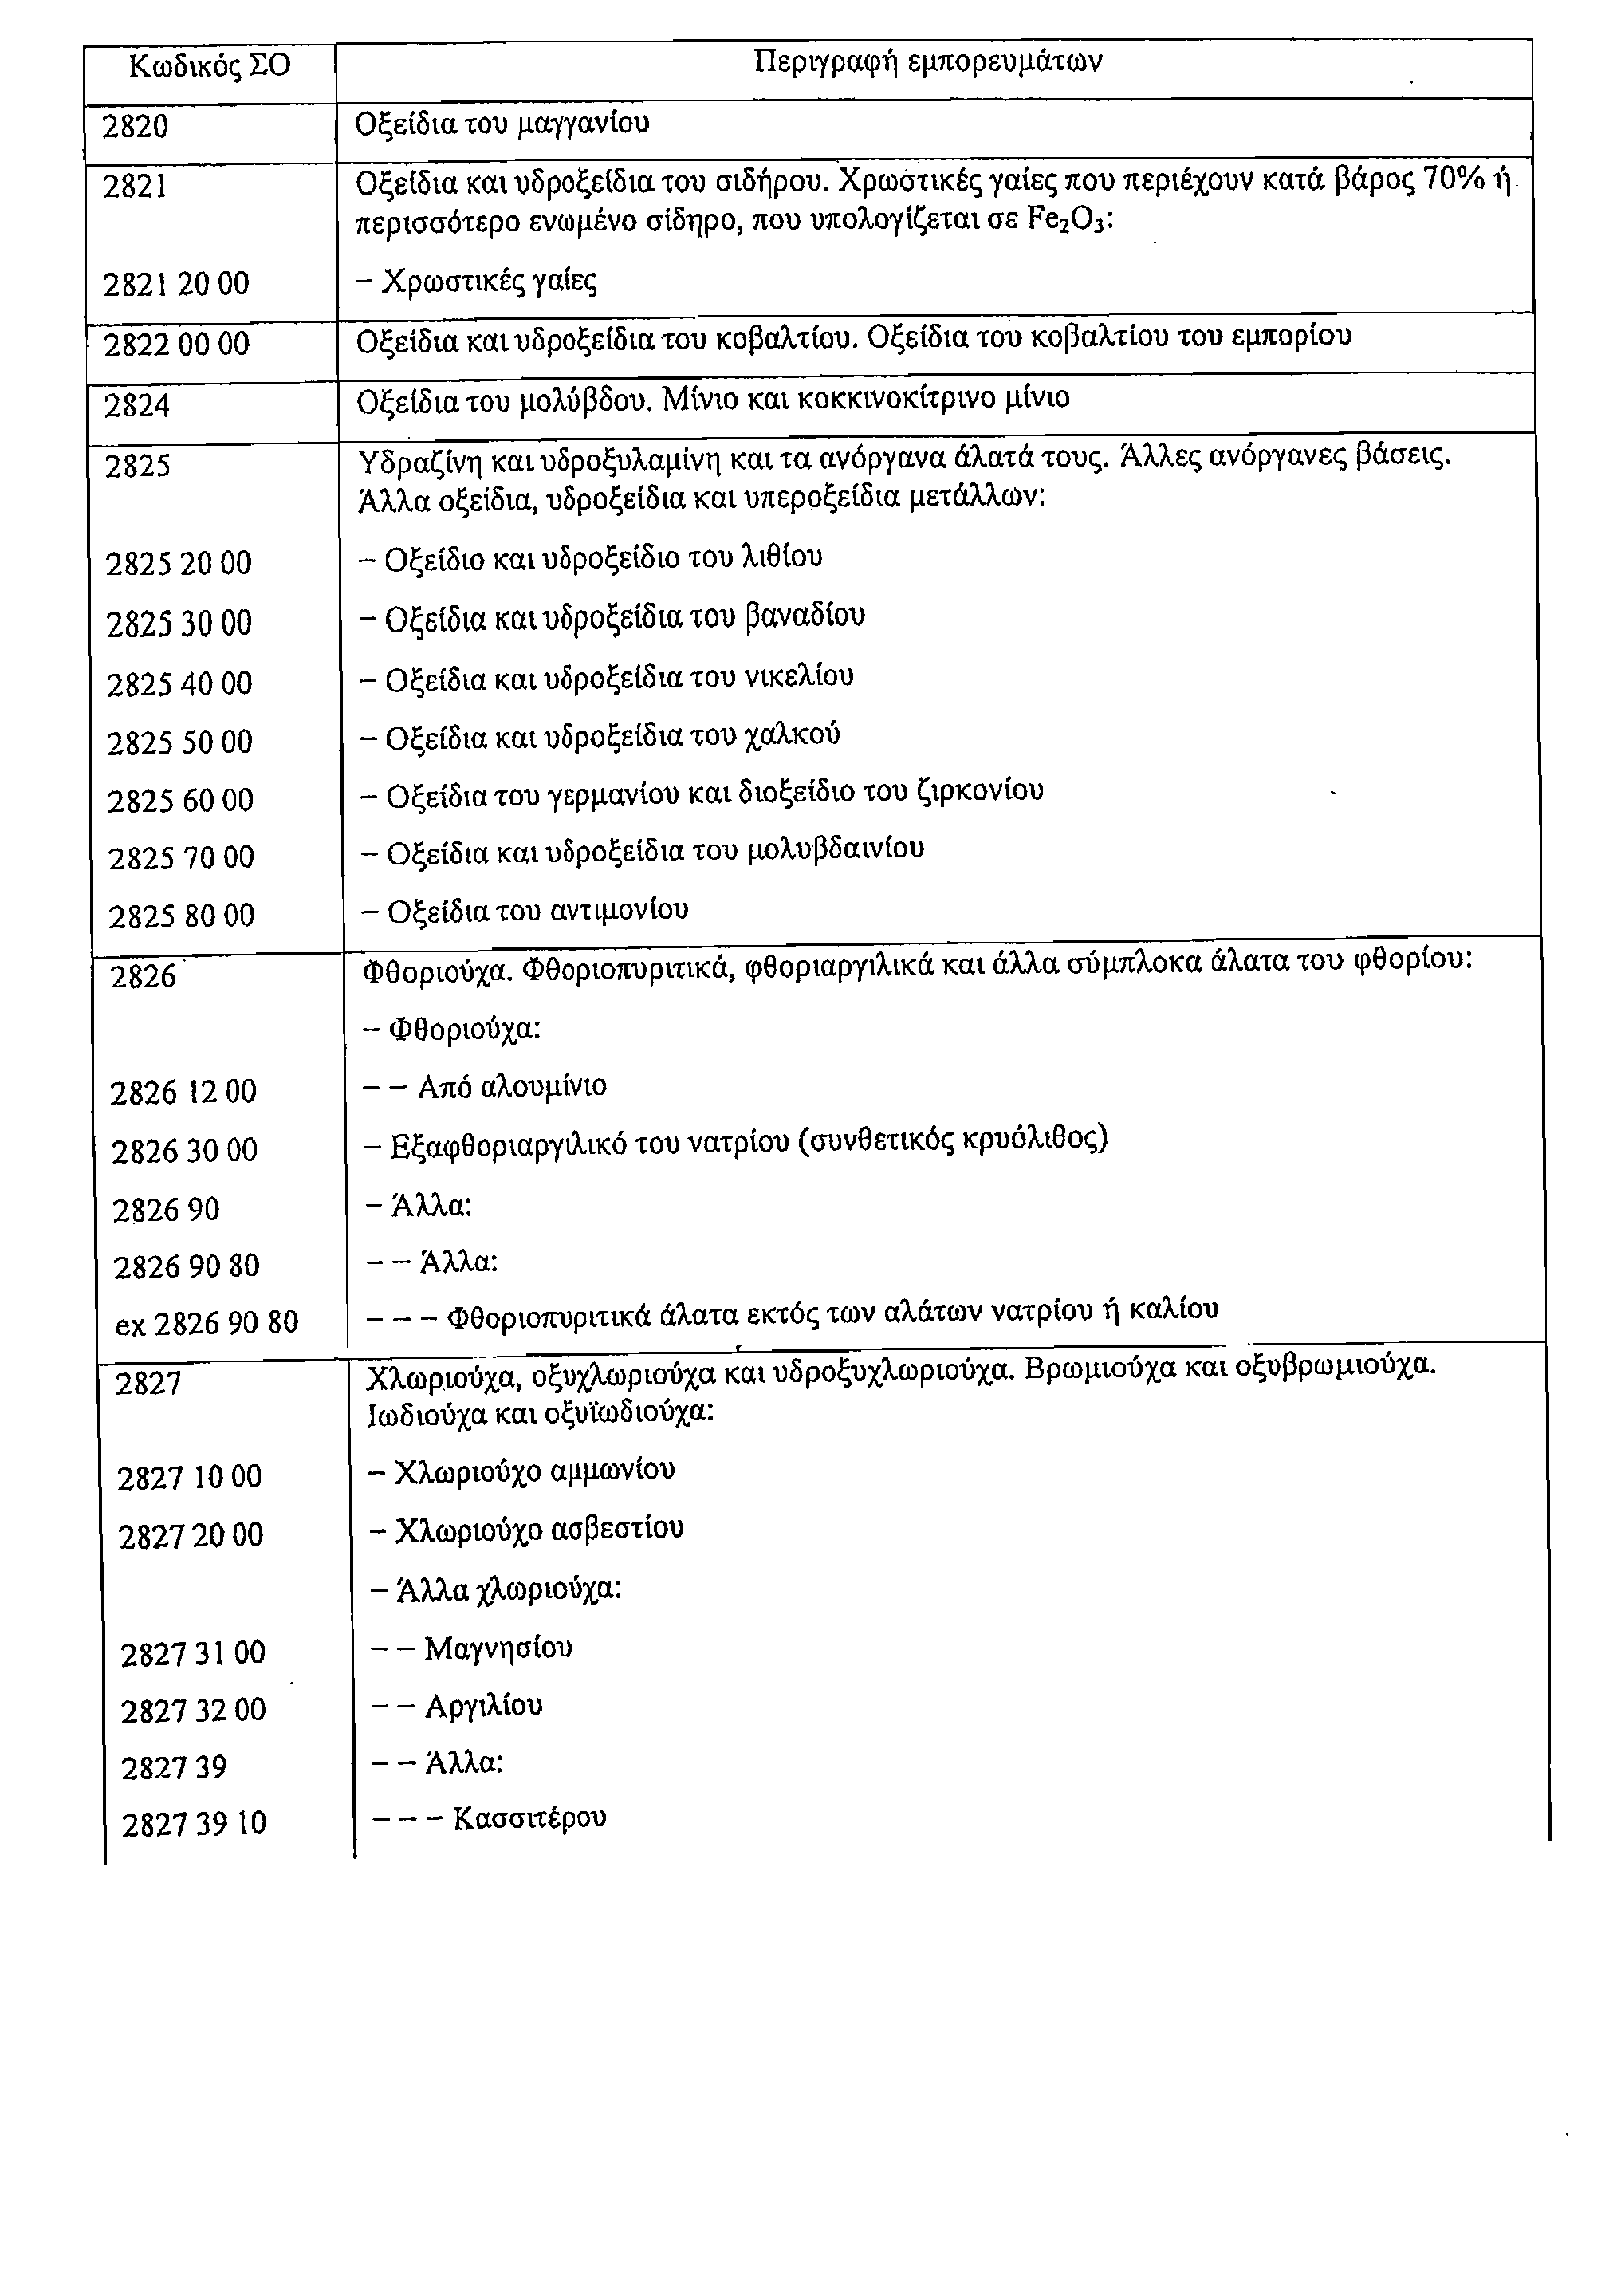 Κωδικός ΣΟ Περιγραφή εμπορευμάτων
2820 Οξείδια του μαγγανίου
2821 Οξείδια και υδροξείδια του σιδήρου. Χρωστικές γαίες που περιέχουν κατά βάρος 70% ή
περισσότερο ενωμένο σίδηρο, που υπολογίζεται σε Fe₂O₃:
2821 20 00 – Χρωστικές γαίες
2822 00 00 Οξείδια και υδροξείδια του κοβαλτίου. Οξείδια του κοβαλτίου του εμπορίου
2824 Οξείδια του μολύβδου. Μίνιο και κοκκινοκίτρινο μίνιο
2825 Υδραζίνη και υδροξυλαμίνη και τα ανόργανα άλατά τους. Άλλες ανόργανες βάσεις.
Άλλα οξείδια, υδροξείδια και υπεροξείδια μετάλλων:
2825 20 00 – Οξείδιο και υδροξείδιο του λιθίου
2825 30 00 – Οξείδια και υδροξείδια του βαναδίου
2825 40 00 – Οξείδια και υδροξείδια του νικελίου
2825 50 00 – Οξείδια και υδροξείδια του χαλκού
2825 60 00 – Οξείδια του γερμανίου και διοξείδιο του ζιρκονίου
2825 70 00 – Οξείδια και υδροξείδια του μολυβδαινίου
2825 80 00 – Οξείδια του αντιμονίου
2826 Φθοριούχα. Φθοριοπυριτικά, φθοριαργιλικά και άλλα σύμπλοκα άλατα του φθορίου:
– Φθοριούχα:
2826 12 00 – – Από αλουμίνιο
2826 30 00 – Εξαφθοριαργιλικό του νατρίου (συνθετικός κρυόλιθος)
2826 90 – Άλλα:
2826 90 80 – – Άλλα:
ex 2826 90 80 – – – Φθοριοπυριτικά άλατα εκτός των αλάτων νατρίου ή καλίου
2827 Χλωριούχα, οξυχλωριούχα και υδροξυχλωριούχα. Βρωμιούχα και οξυβρωμιούχα.
Ιωδιούχα και οξυϊωδιούχα:
2827 10 00 – Χλωριούχο αμμωνίου
2827 20 00 – Χλωριούχο ασβεστίου
– Άλλα χλωριούχα:
2827 31 00 – – Μαγνησίου
2827 32 00 – – Αργιλίου
2827 39 – – Άλλα:
2827 39 10 – – – Κασσιτέρου